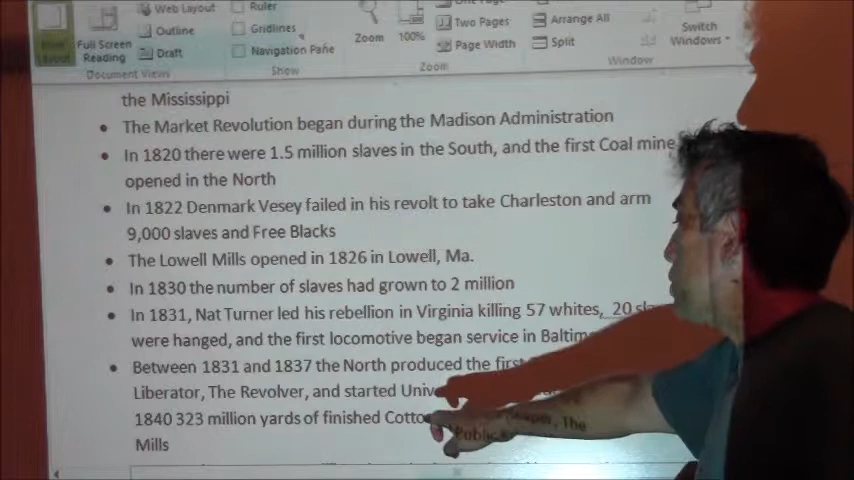 Web Layout
Ruler
Full Screen
Reading
Outline
Gridlines
Draft
Navigation Pane
Zoom
100%
Two Pages
Page Width
Arrange All
Split
Switch
Windows
Document Views
Show
Zoom
Window
the Mississippi
• The Market Revolution began during the Madison Administration
• In 1820 there were 1.5 million slaves in the South, and the first Coal mine
opened in the North
• In 1822 Denmark Vesey failed in his revolt to take Charleston and arm
9,000 slaves and Free Blacks
• The Lowell Mills opened in 1826 in Lowell, Ma.
• In 1830 the number of slaves had grown to 2 million
• In 1831, Nat Turner led his rebellion in Virginia killing 57 whites, 20
were hanged, and the first locomotive began service in
• Between 1831 and 1837 the North produced the first
Liberator, The Revolver, and started
1840 323 million yards of finished The
Mills